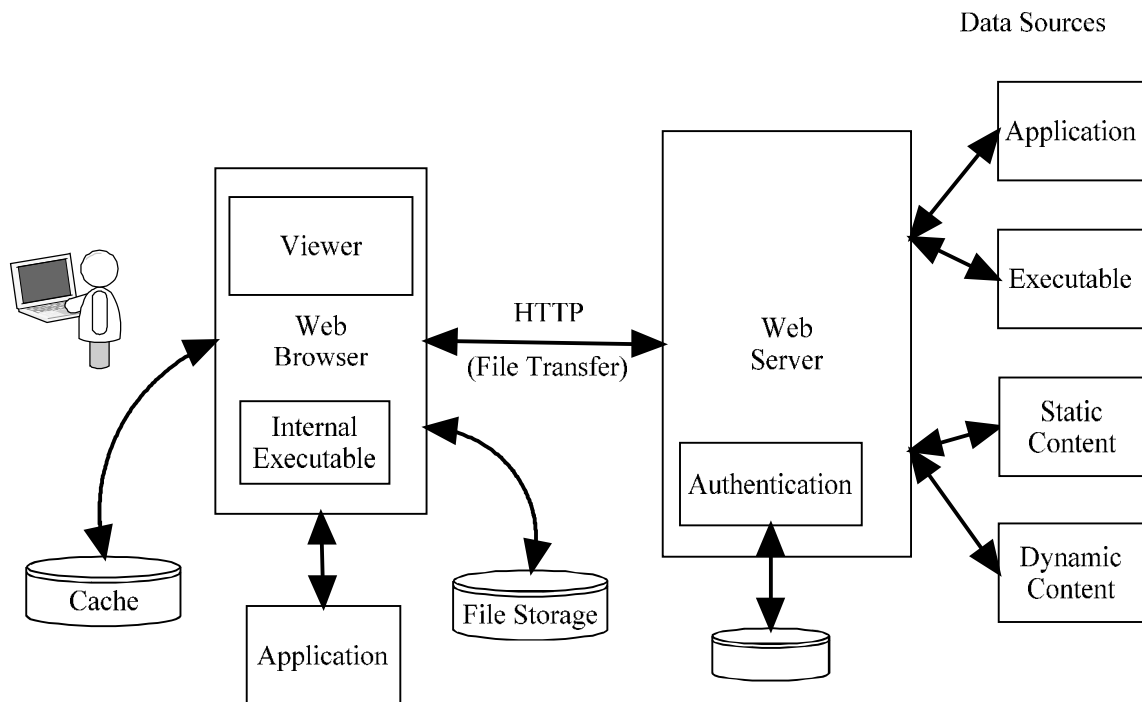 Data Sources
Application
Viewer
Executable
HTTP
(File Transfer)
Web
Browser
Web
Server
Internal
Executable
Static
Content
Authentication
Dynamic
Content
Cache
File Storage
Application